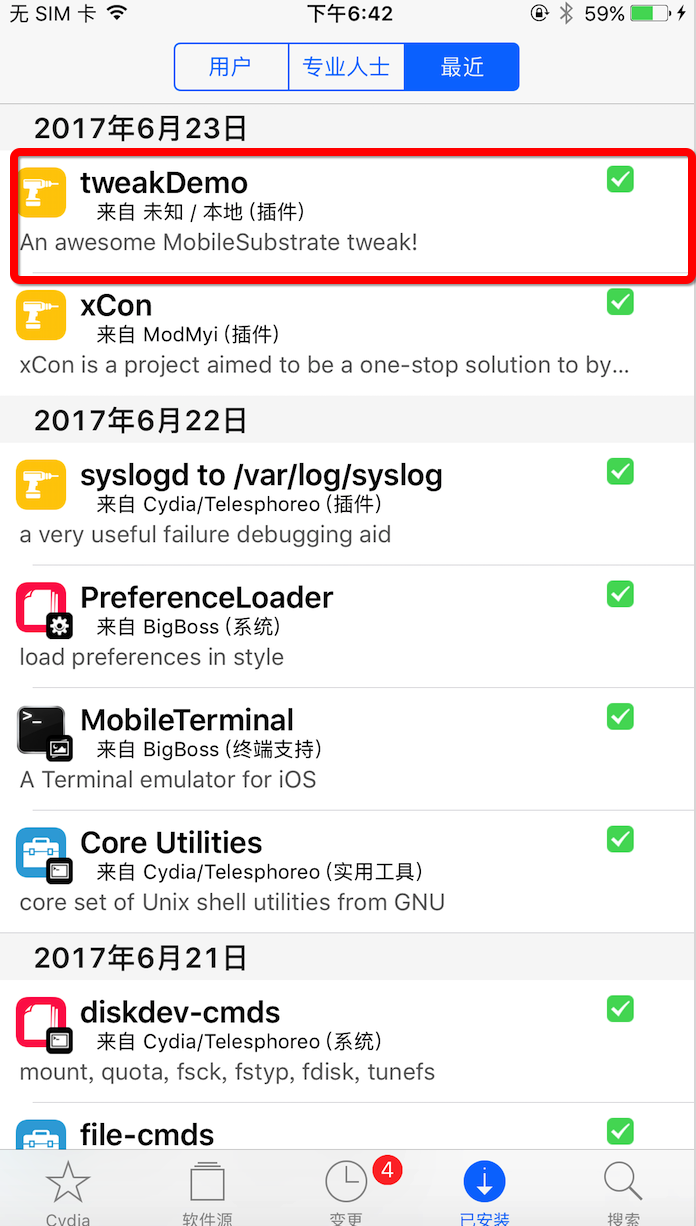 无 SIM 卡 下午6:42 59%
用户 专业人士 最近
2017年6月23日
tweakDemo
来自 未知 / 本地 (插件)
An awesome MobileSubstrate tweak!
xCon
来自 ModMyi (插件)
xCon is a project aimed to be a one-stop solution to by...
2017年6月22日
syslogd to /var/log/syslog
来自 Cydia/Telesphoreo (插件)
a very useful failure debugging aid
PreferenceLoader
来自 BigBoss (系统)
load preferences in style
MobileTerminal
来自 BigBoss (终端支持)
A Terminal emulator for iOS
Core Utilities
来自 Cydia/Telesphoreo (实用工具)
core set of Unix shell utilities from GNU
2017年6月21日
diskdev-cmds
来自 Cydia/Telesphoreo (系统)
mount, quota, fsck, fstyp, fdisk, tunefs
file-cmds
4
Cydia 软件源 变更 已安装 搜索